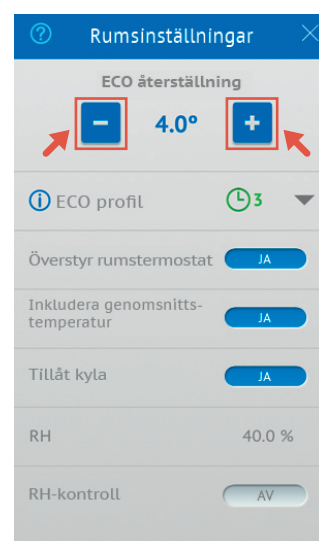 ? Rumsinställningar ×
ECO återställning
- 4.0° +
i ECO profil 3
Överstyr rumstermostat JA
Inkludera genomsnitts-
temperatur JA
Tillåt kyla JA
RH 40.0 %
RH-kontroll AV